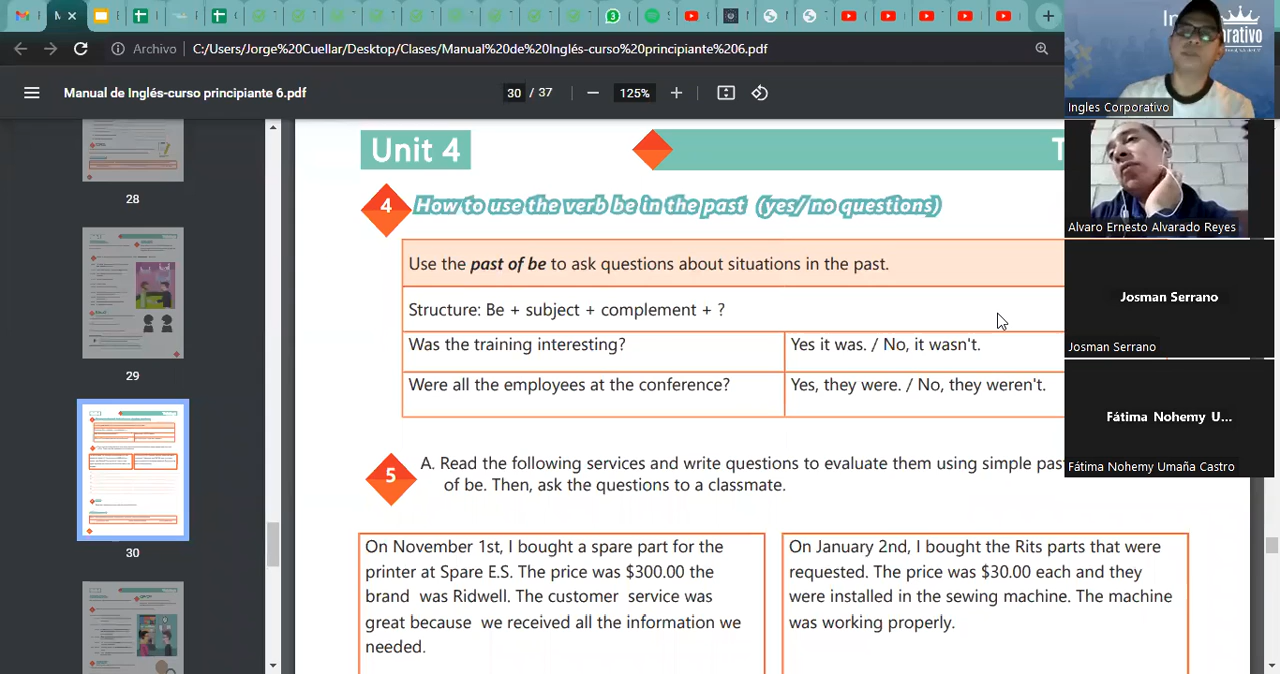 M
3
Archivo
C:/Users/Jorge%20Cuellar/Desktop/Clases/Manual%20de%20Inglés-curso%20principiante%206.pdf
Manual de Inglés-curso principiante 6.pdf
30 / 37
125%
28
29
30
Unit 4
T
4
How to use the verb be in the past (yes/ no questions)
Use the past of be to ask questions about situations in the past.
Structure: Be + subject + complement + ?
Was the training interesting?
Yes it was. / No, it wasn't.
Were all the employees at the conference?
Yes, they were. / No, they weren't.
5
A. Read the following services and write questions to evaluate them using simple pas
of be. Then, ask the questions to a classmate.
On November 1st, I bought a spare part for the
printer at Spare E.S. The price was $300.00 the
brand was Ridwell. The customer service was
great because we received all the information we
needed.
On January 2nd, I bought the Rits parts that were
requested. The price was $30.00 each and they
were installed in the sewing machine. The machine
was working properly.
In
orativo
Ingles Corporativo
Alvaro Ernesto Alvarado Reyes
Josman Serrano
Josman Serrano
Fátima Nohemy U...
Fátima Nohemy Umaña Castro